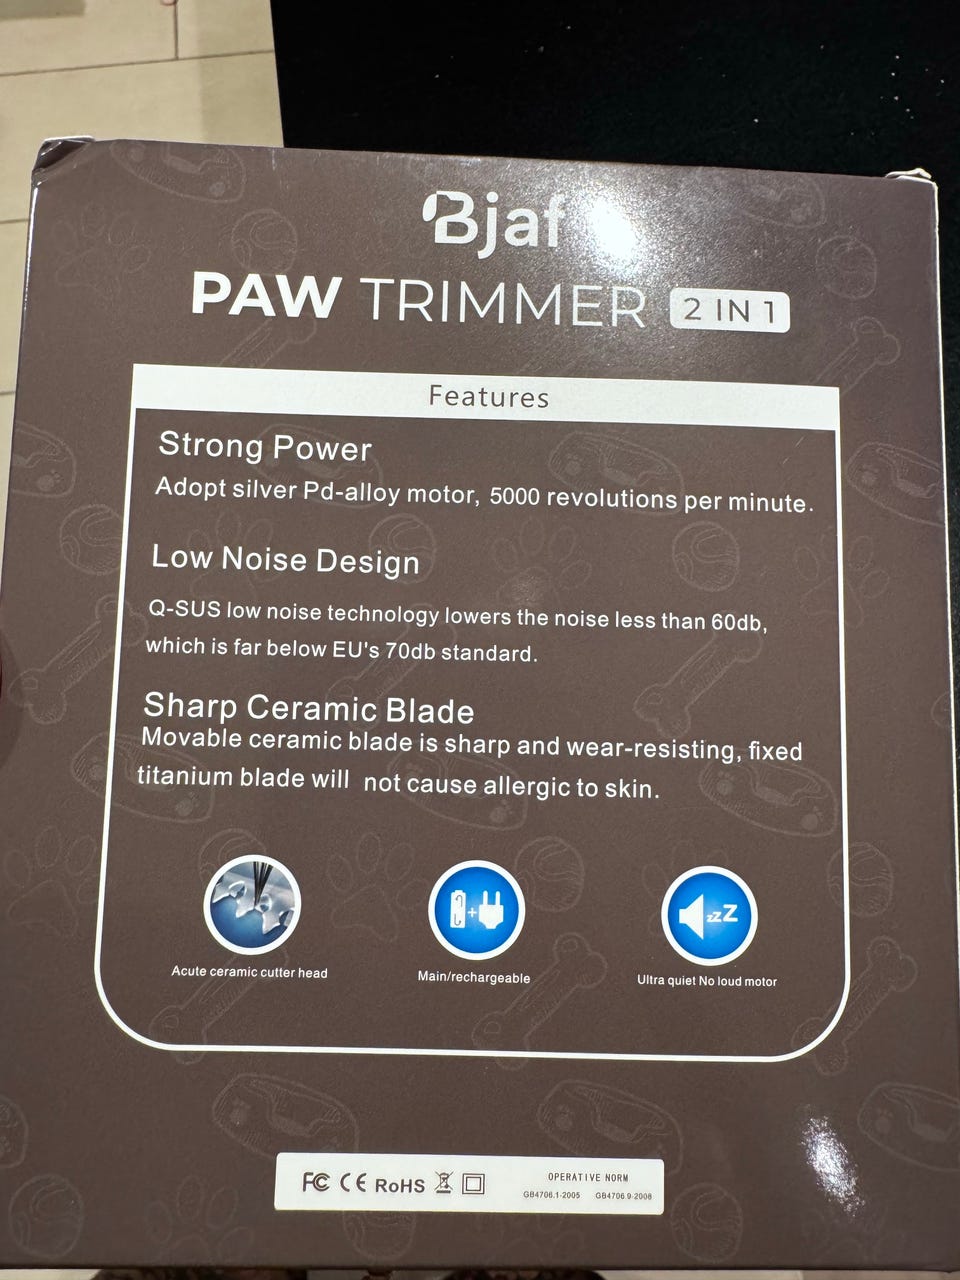 PAW TRIMMER 2 IN 1
Features
Strong Power
Adopt silver Pd-alloy motor, 5000 revolutions per minute.
Low Noise Design
Q-SUS low noise technology lowers the noise less than 60db,
which is far below EU's 70db standard.
Sharp Ceramic Blade
Movable ceramic blade is sharp and wear-resisting, fixed
titanium blade will not cause allergic to skin.
zzZ
Acute ceramic cutter head
Main/rechargeable
Ultra quiet No loud motor
FC CE RoHS
OPERATIVE NORM
GB4706.1-2005 GB4706.9-2008